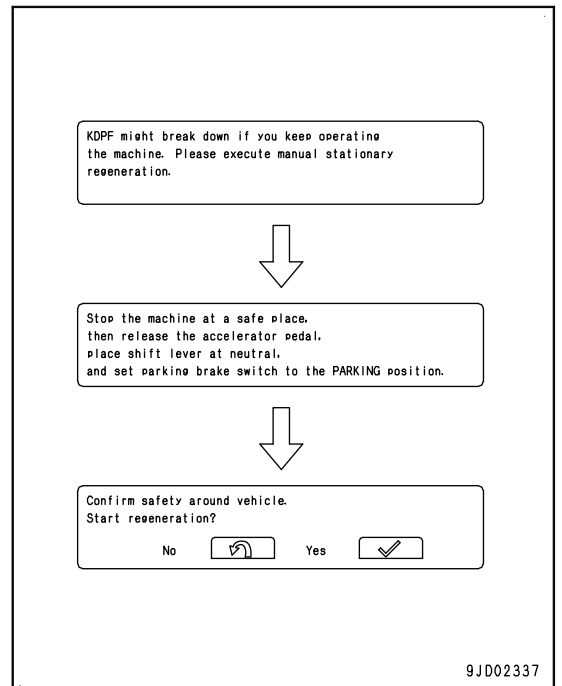 KDPF might break down if you keep operating
the machine. Please execute manual stationary
regeneration.
Stop the machine at a safe place,
then release the accelerator pedal,
place shift lever at neutral,
and set parking brake switch to the PARKING position.
Confirm safety around vehicle.
Start regeneration?
No Yes
9JD02337